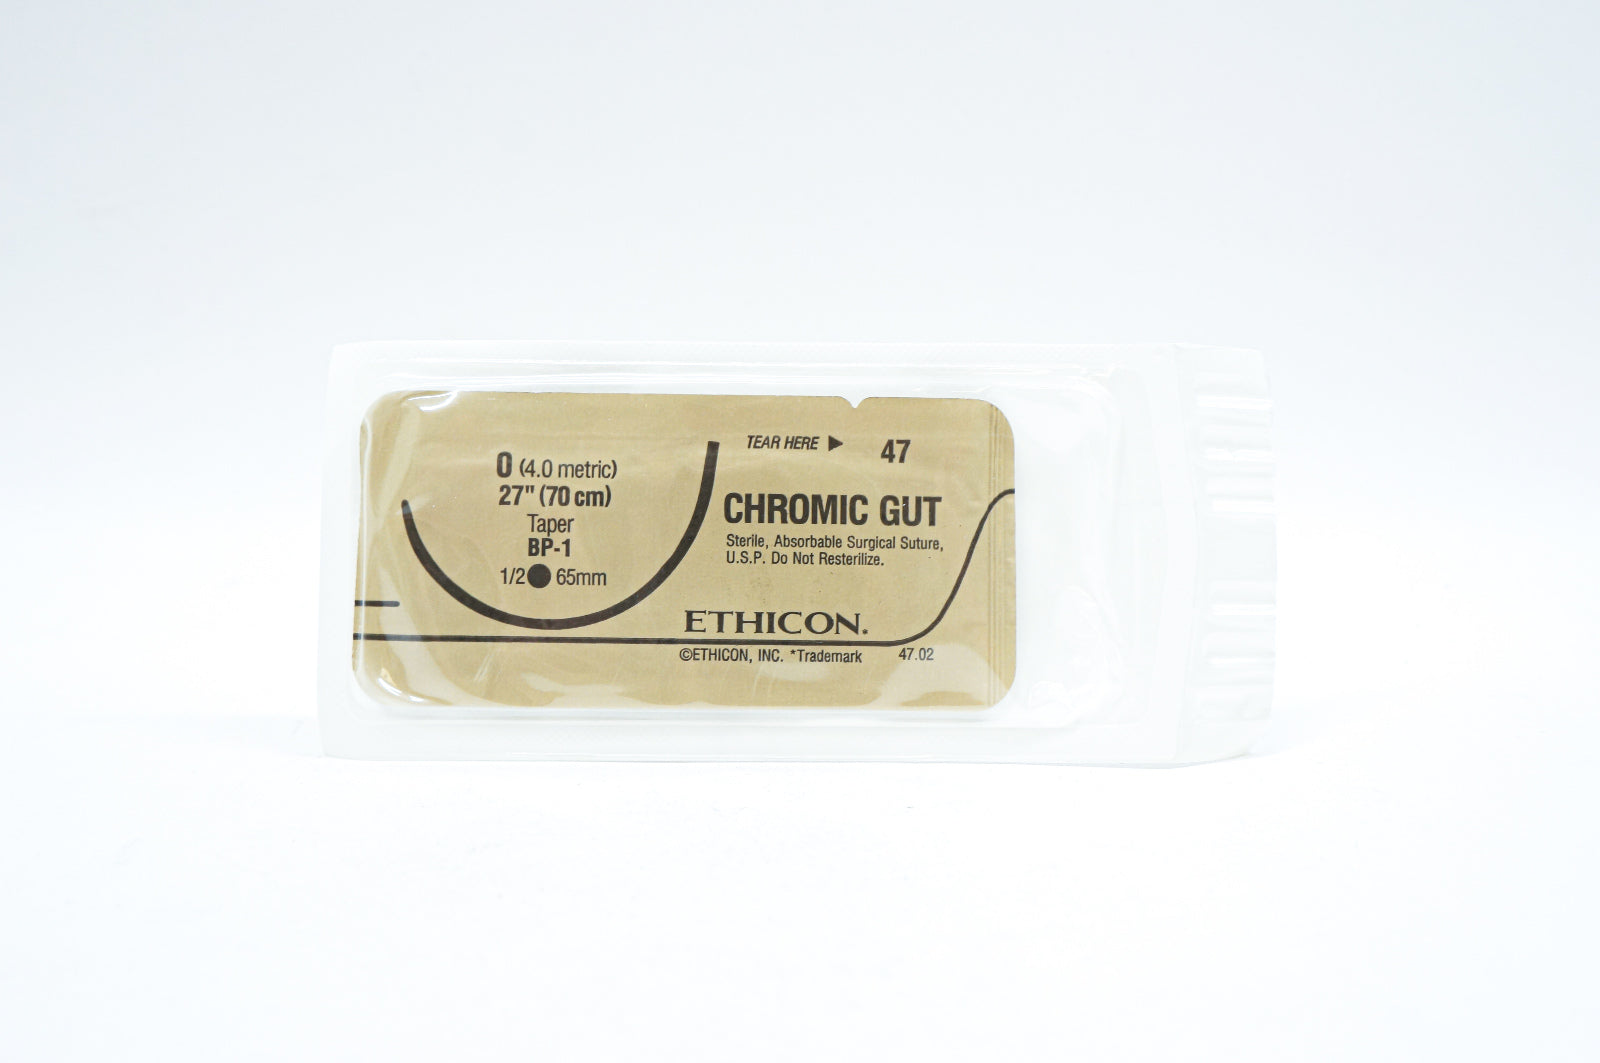 0 (4.0 metric)
27" (70 cm)
Taper
BP-1
1/2 ● 65mm
TEAR HERE ▶ 47
CHROMIC GUT
Sterile, Absorbable Surgical Suture,
U.S.P. Do Not Resterilize.
ETHICON.*
©ETHICON, INC. *Trademark 47.02